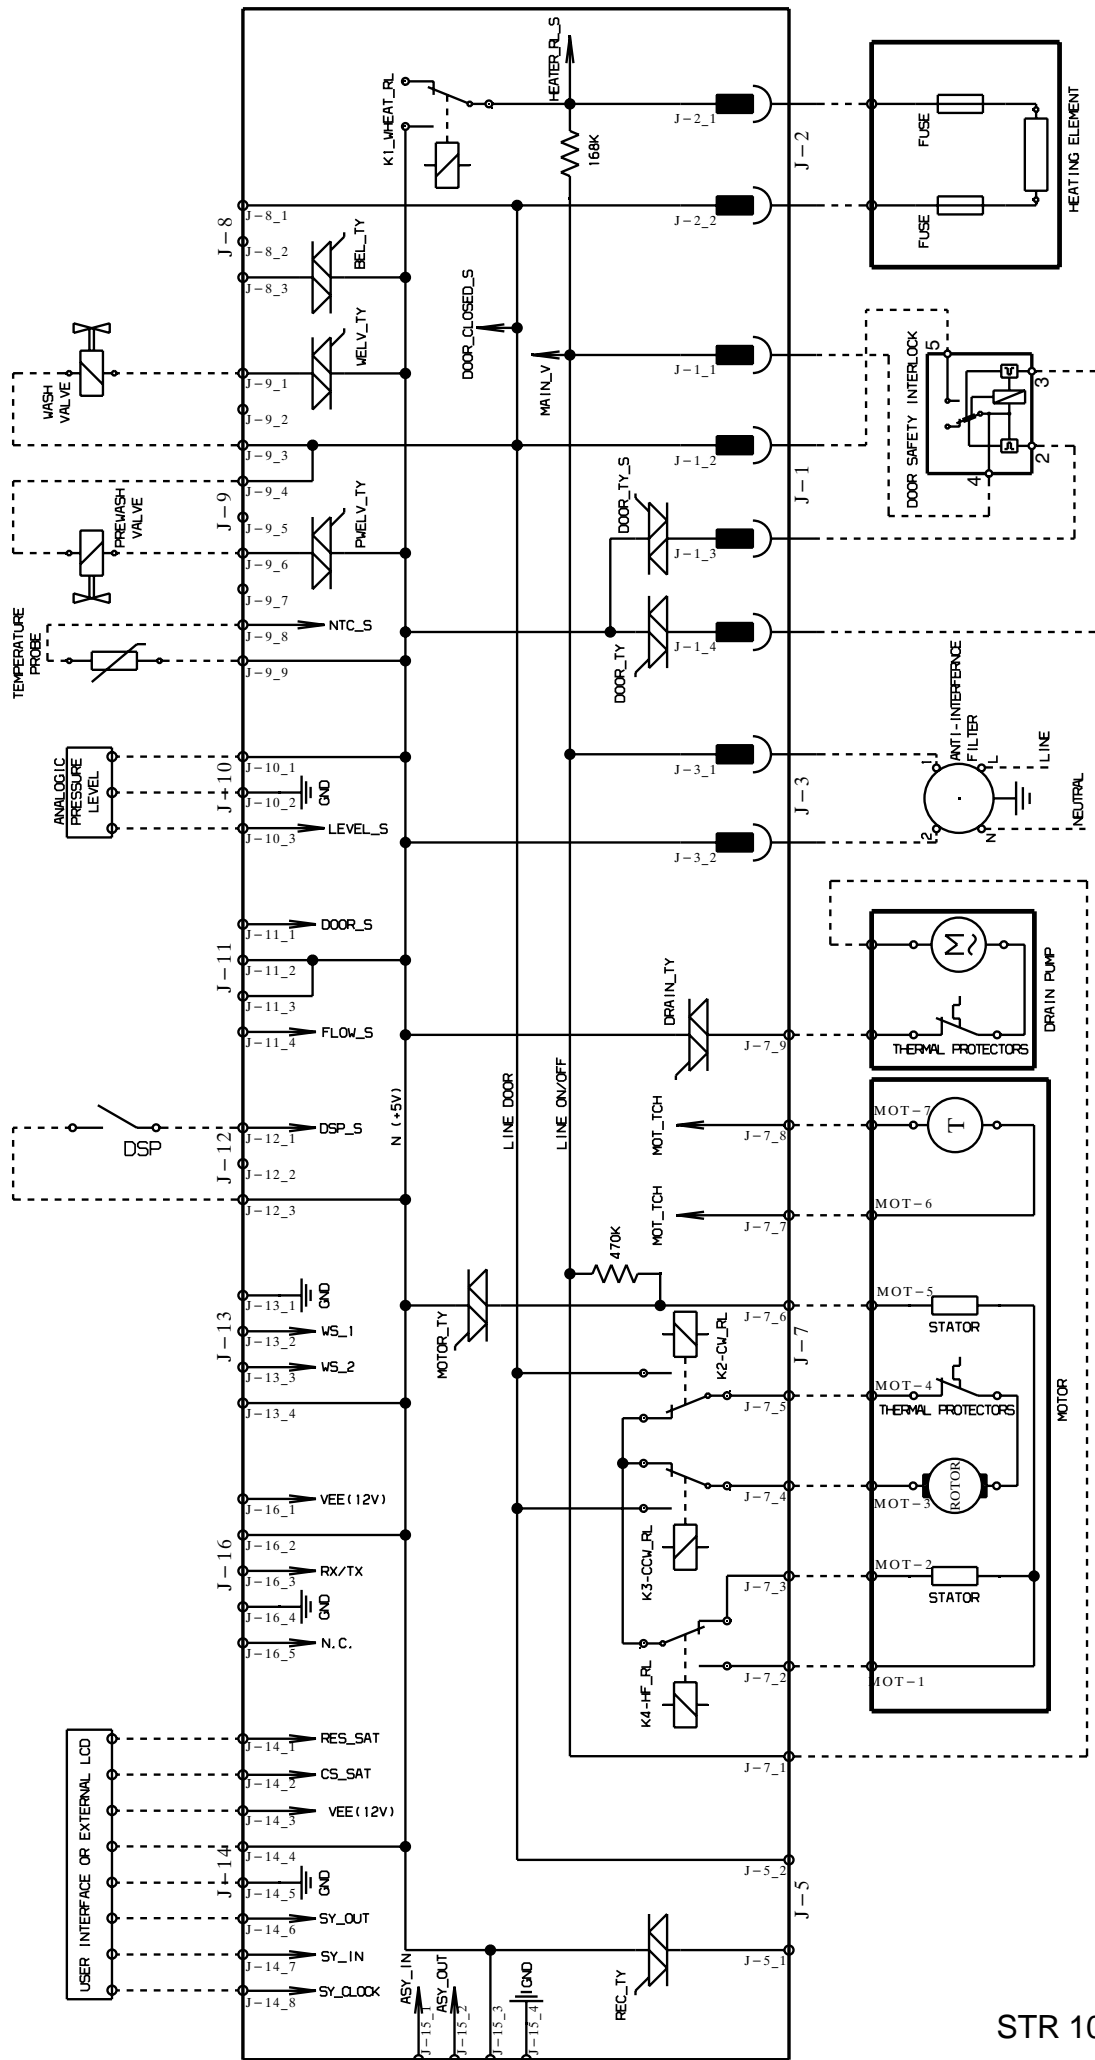 HEATER_RL_S
K1_WHEAT_RL
168K
J-2_1
J-2
FUSE
FUSE
HEATING ELEMENT
J-8
J-8_1
J-8_2
J-8_3
BEL_TY
J-2_2
DOOR_CLOSED_S
MAIN_V
J-1_1
DOOR SAFETY INTERLOCK
5
3
2
4
WASH
VALVE
WELV_TY
J-9_1
J-9_2
J-9_3
J-9_4
J-9
J-9_5
J-9_6
J-9_7
J-9_8
J-9_9
J-1_2
J-1
PREWASH
VALVE
PWELV_TY
DOOR_TY_S
J-1_3
TEMPERATURE
PROBE
NTC_S
DOOR_TY
J-1_4
ANALOGIC
PRESSURE
LEVEL
J-10
J-10_1
J-10_2
GND
J-10_3
LEVEL_S
J-3_1
J-3
J-3_2
ANTI-INTERFERNCE
FILTER
1
2
L
N
LINE
NEUTRAL
J-11
J-11_1
DOOR_S
J-11_2
J-11_3
J-11_4
FLOW_S
DRAIN_TY
J-7_9
M
THERMAL PROTECTORS
DRAIN PUMP
N (+5V)
LINE DOOR
LINE ON/OFF
DSP
J-12
J-12_1
DSP_S
J-12_2
J-12_3
MOT_TCH
J-7_8
MOT_TCH
J-7_7
MOT-7
T
MOT-6
470K
J-13
J-13_1
GND
J-13_2
WS_1
J-13_3
WS_2
J-13_4
MOTOR_TY
J-7_6
J-7
K2-CW_RL
J-7_5
MOT-5
STATOR
MOT-4
THERMAL PROTECTORS
MOTOR
J-7_4
MOT-3
ROTOR
K3-CCW_RL
J-16
J-16_1
VEE(12V)
J-16_2
J-16_3
RX/TX
J-16_4
GND
J-16_5
N.C.
J-7_3
MOT-2
STATOR
K4-HF_RL
J-7_2
MOT-1
J-7_1
USER INTERFACE OR EXTERNAL LCD
J-14
J-14_1
RES_SAT
J-14_2
CS_SAT
J-14_3
VEE(12V)
J-14_4
J-14_5
GND
J-14_6
SY_OUT
J-14_7
SY_IN
J-14_8
SY_CLOCK
J-5_2
J-5
J-5_1
REC_TY
ASY_IN
J-15_1
ASY_OUT
J-15_2
J-15_3
GND
J-15_4
STR 10